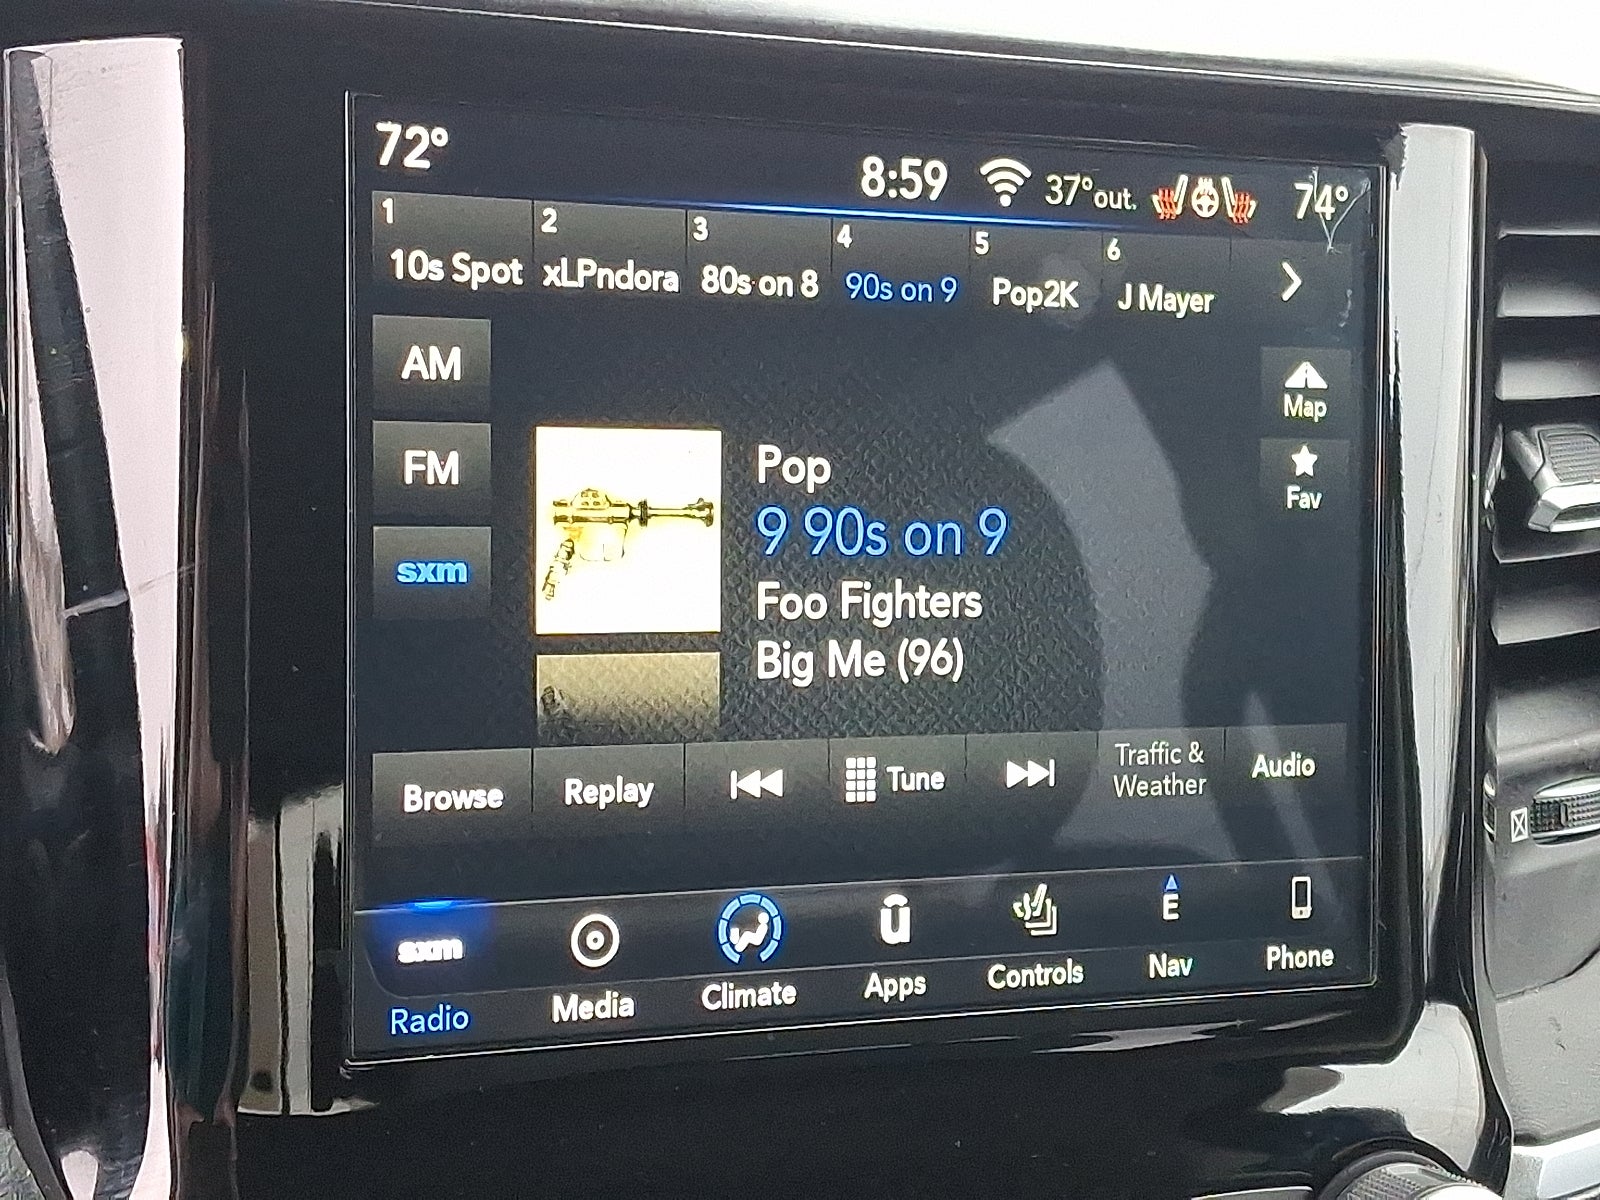 72°
8:59
37° out.
74°
1
2
3
4
5
6
10s Spot
xLPndora
80s on 8
90s on 9
Pop2K
J Mayer
AM
FM
sxm
Map
Fav
Pop
9 90s on 9
Foo Fighters
Big Me (96)
Browse
Replay
Tune
Traffic &
Weather
Audio
sxm
Radio
Media
Climate
ū
Apps
Controls
E
Nav
Phone